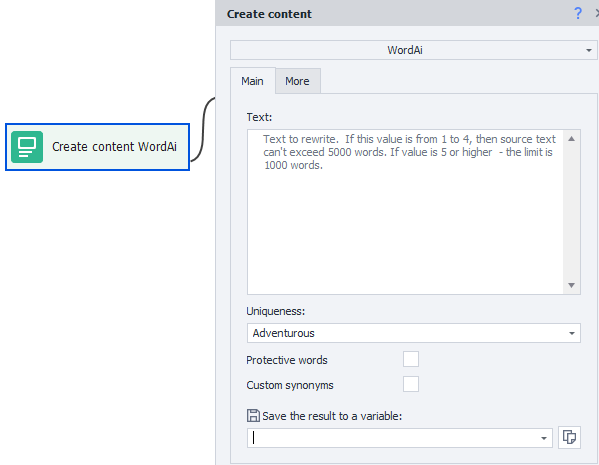 Create content
?
WordAi
Main
More
Create content WordAi
Text:
Text to rewrite. If this value is from 1 to 4, then source text
can't exceed 5000 words. If value is 5 or higher - the limit is
1000 words.
Uniqueness:
Adventurous
Protective words
Custom synonyms
Save the result to a variable: